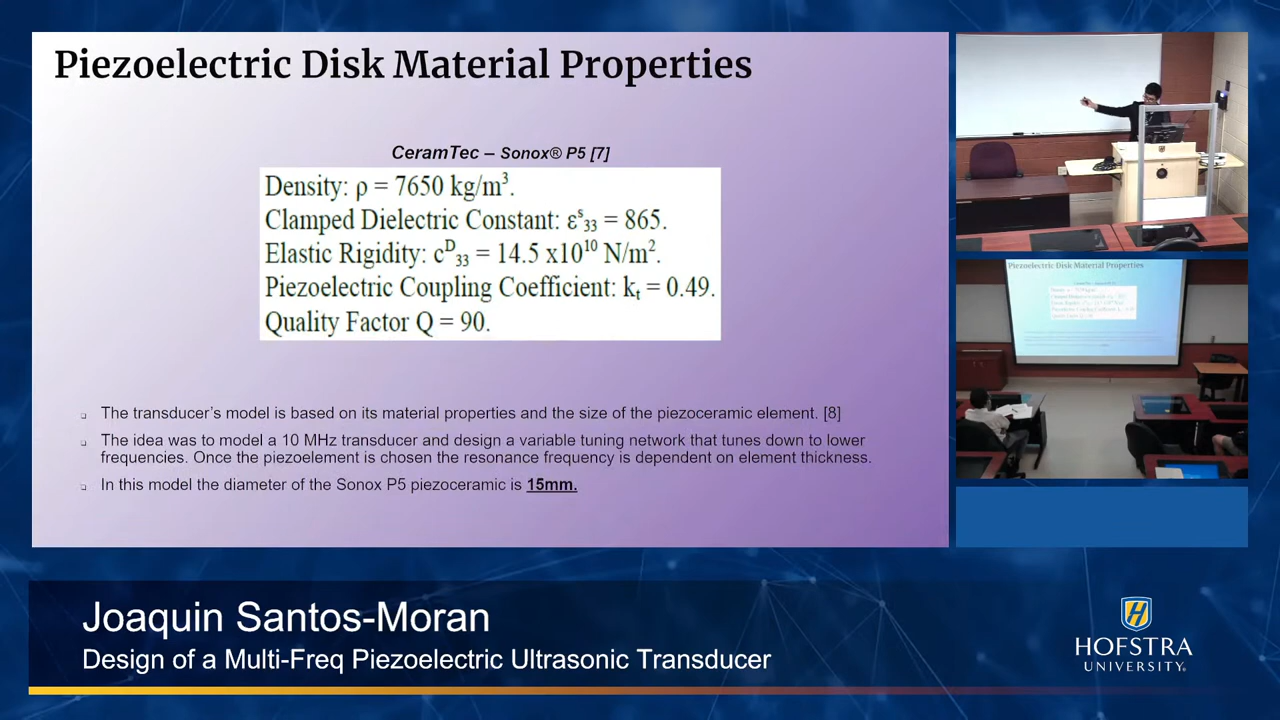 Piezoelectric Disk Material Properties
CeramTec – Sonox® P5 [7]
Density: ρ = 7650 kg/m³.
Clamped Dielectric Constant: εˢ₃₃ = 865.
Elastic Rigidity: cᴰ₃₃ = 14.5 x10¹⁰ N/m².
Piezoelectric Coupling Coefficient: kₜ = 0.49.
Quality Factor Q = 90.
❑ The transducer’s model is based on its material properties and the size of the piezoceramic element. [8]
❑ The idea was to model a 10 MHz transducer and design a variable tuning network that tunes down to lower
frequencies. Once the piezoelement is chosen the resonance frequency is dependent on element thickness.
❑ In this model the diameter of the Sonox P5 piezoceramic is 15mm.
Piezoelectric Disk Material Properties
Joaquin Santos-Moran
Design of a Multi-Freq Piezoelectric Ultrasonic Transducer
H
HOFSTRA
UNIVERSITY®